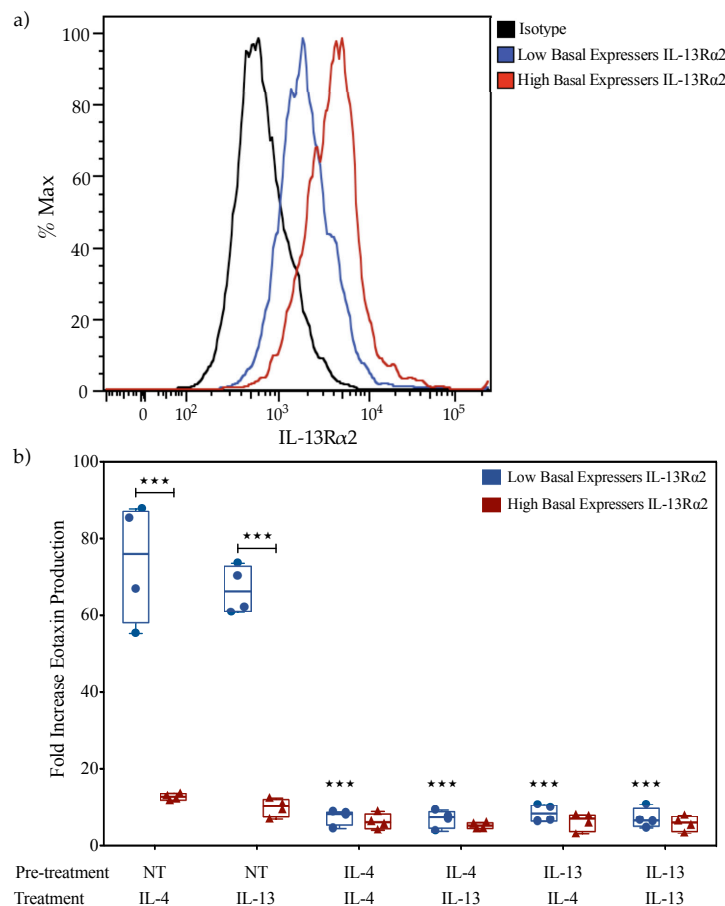 a)
Isotype
Low Basal Expressers IL-13Rα2
High Basal Expressers IL-13Rα2
100
80
60
40
20
0
% Max
0 10² 10³ 10⁴ 10⁵
IL-13Rα2
b)
100
80
60
40
20
0
Fold Increase Eotaxin Production
Low Basal Expressers IL-13Rα2
High Basal Expressers IL-13Rα2
★★★
★★★
★★★ ★★★ ★★★ ★★★
Pre-treatment NT NT IL-4 IL-4 IL-13 IL-13
Treatment IL-4 IL-13 IL-4 IL-13 IL-4 IL-13